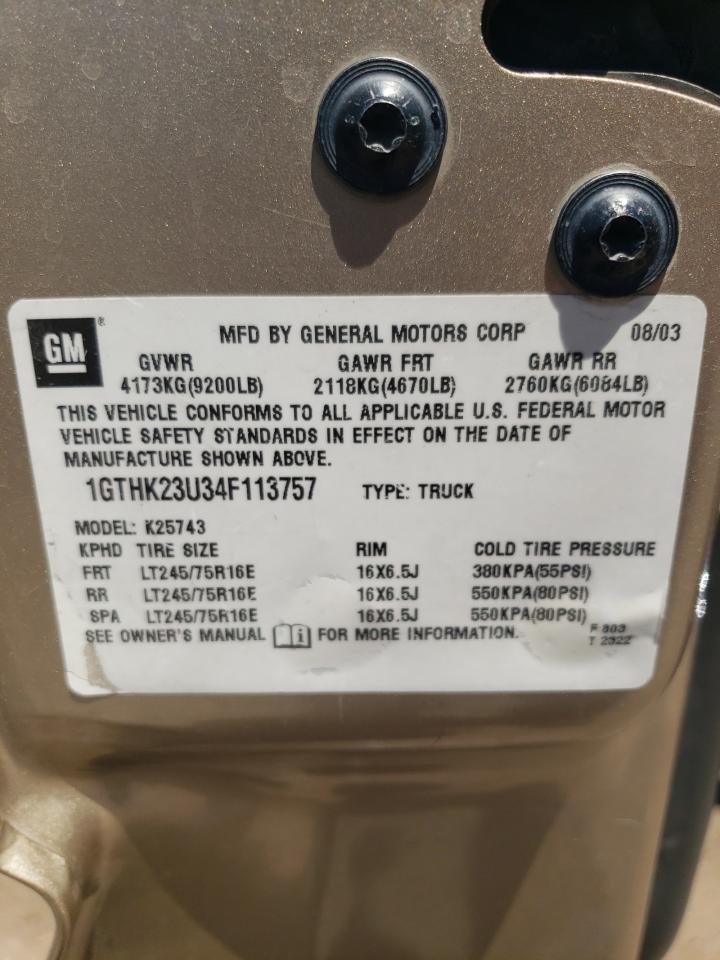 GM® MFD BY GENERAL MOTORS CORP 08/03
GVWR GAWR FRT GAWR RR
4173KG(9200LB) 2118KG(4670LB) 2760KG(6084LB)
THIS VEHICLE CONFORMS TO ALL APPLICABLE U.S. FEDERAL MOTOR
VEHICLE SAFETY STANDARDS IN EFFECT ON THE DATE OF
MANUFACTURE SHOWN ABOVE.
1GTHK23U34F113757 TYPE: TRUCK
MODEL: K25743
KPHD TIRE SIZE RIM COLD TIRE PRESSURE
FRT LT245/75R16E 16X6.5J 380KPA(55PSI)
RR LT245/75R16E 16X6.5J 550KPA(80PSI)
SPA LT245/75R16E 16X6.5J 550KPA(80PSI)
SEE OWNER'S MANUAL i FOR MORE INFORMATION.
F 803
T 2322